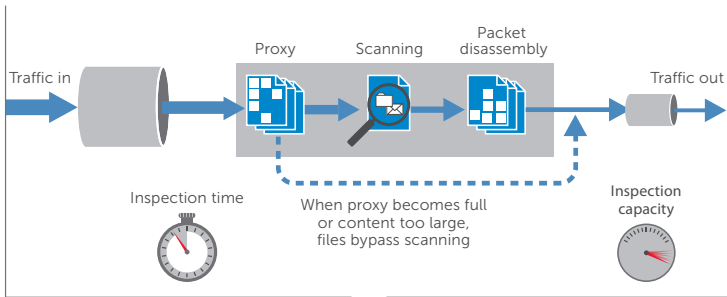 Proxy
Scanning
Packet
disassembly
Traffic in
Traffic out
Inspection time
When proxy becomes full
or content too large,
files bypass scanning
Inspection
capacity